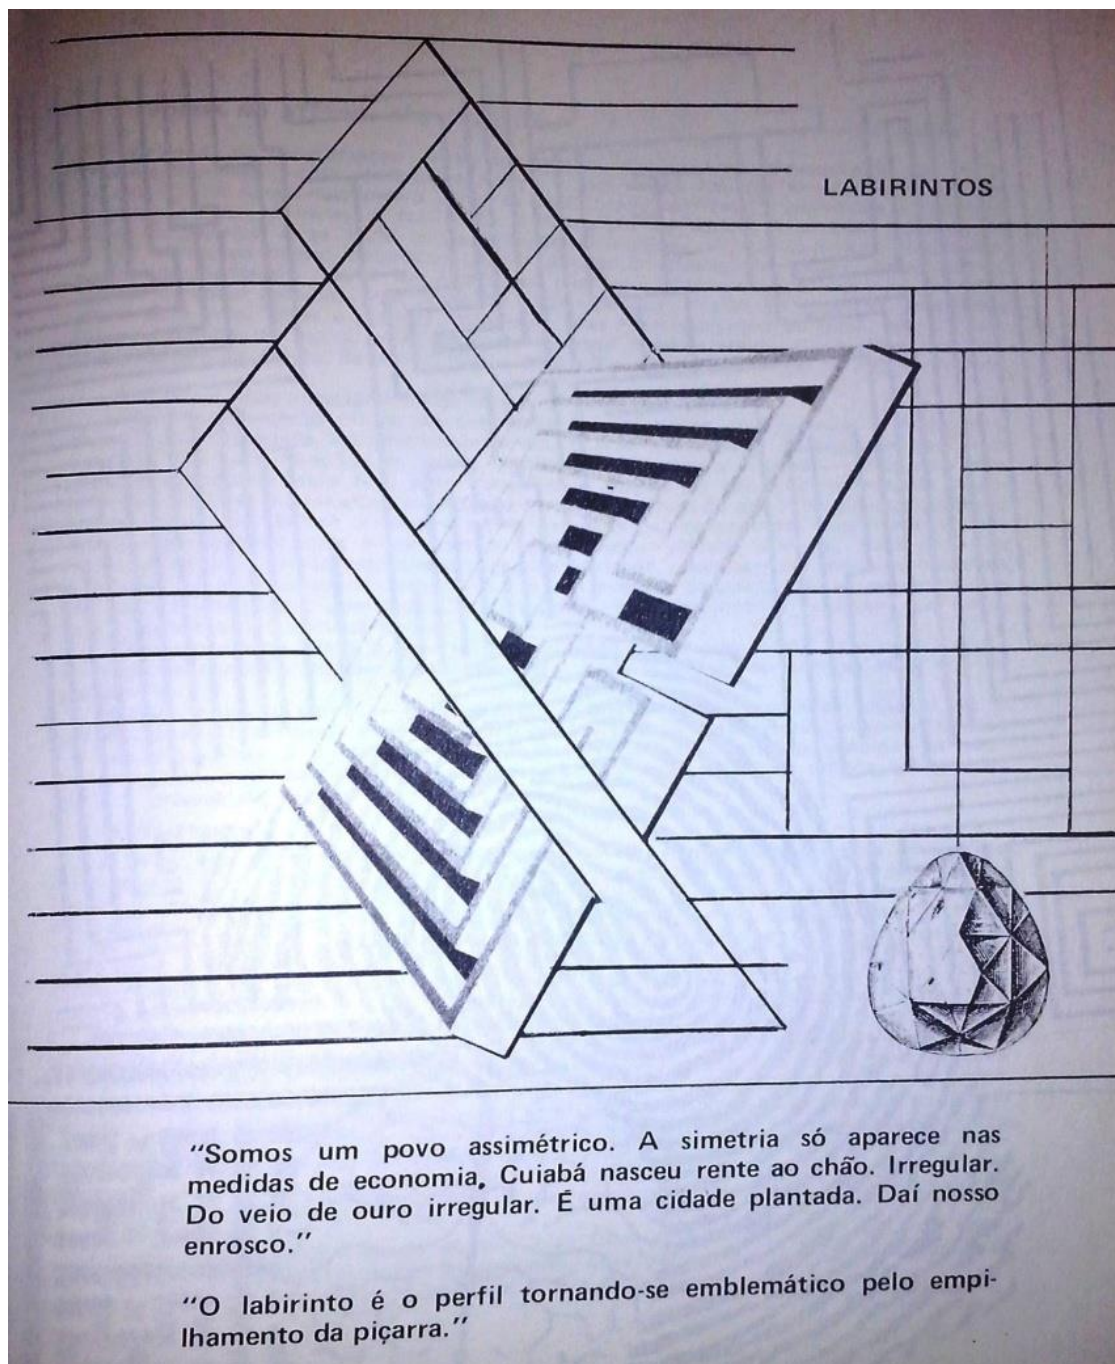 LABIRINTOS
“Somos um povo assimétrico. A simetria só aparece nas
medidas de economia, Cuiabá nasceu rente ao chão. Irregular.
Do veio de ouro irregular. É uma cidade plantada. Daí nosso
enrosco.”
“O labirinto é o perfil tornando-se emblemático pelo empi-
lhamento da piçarra.”